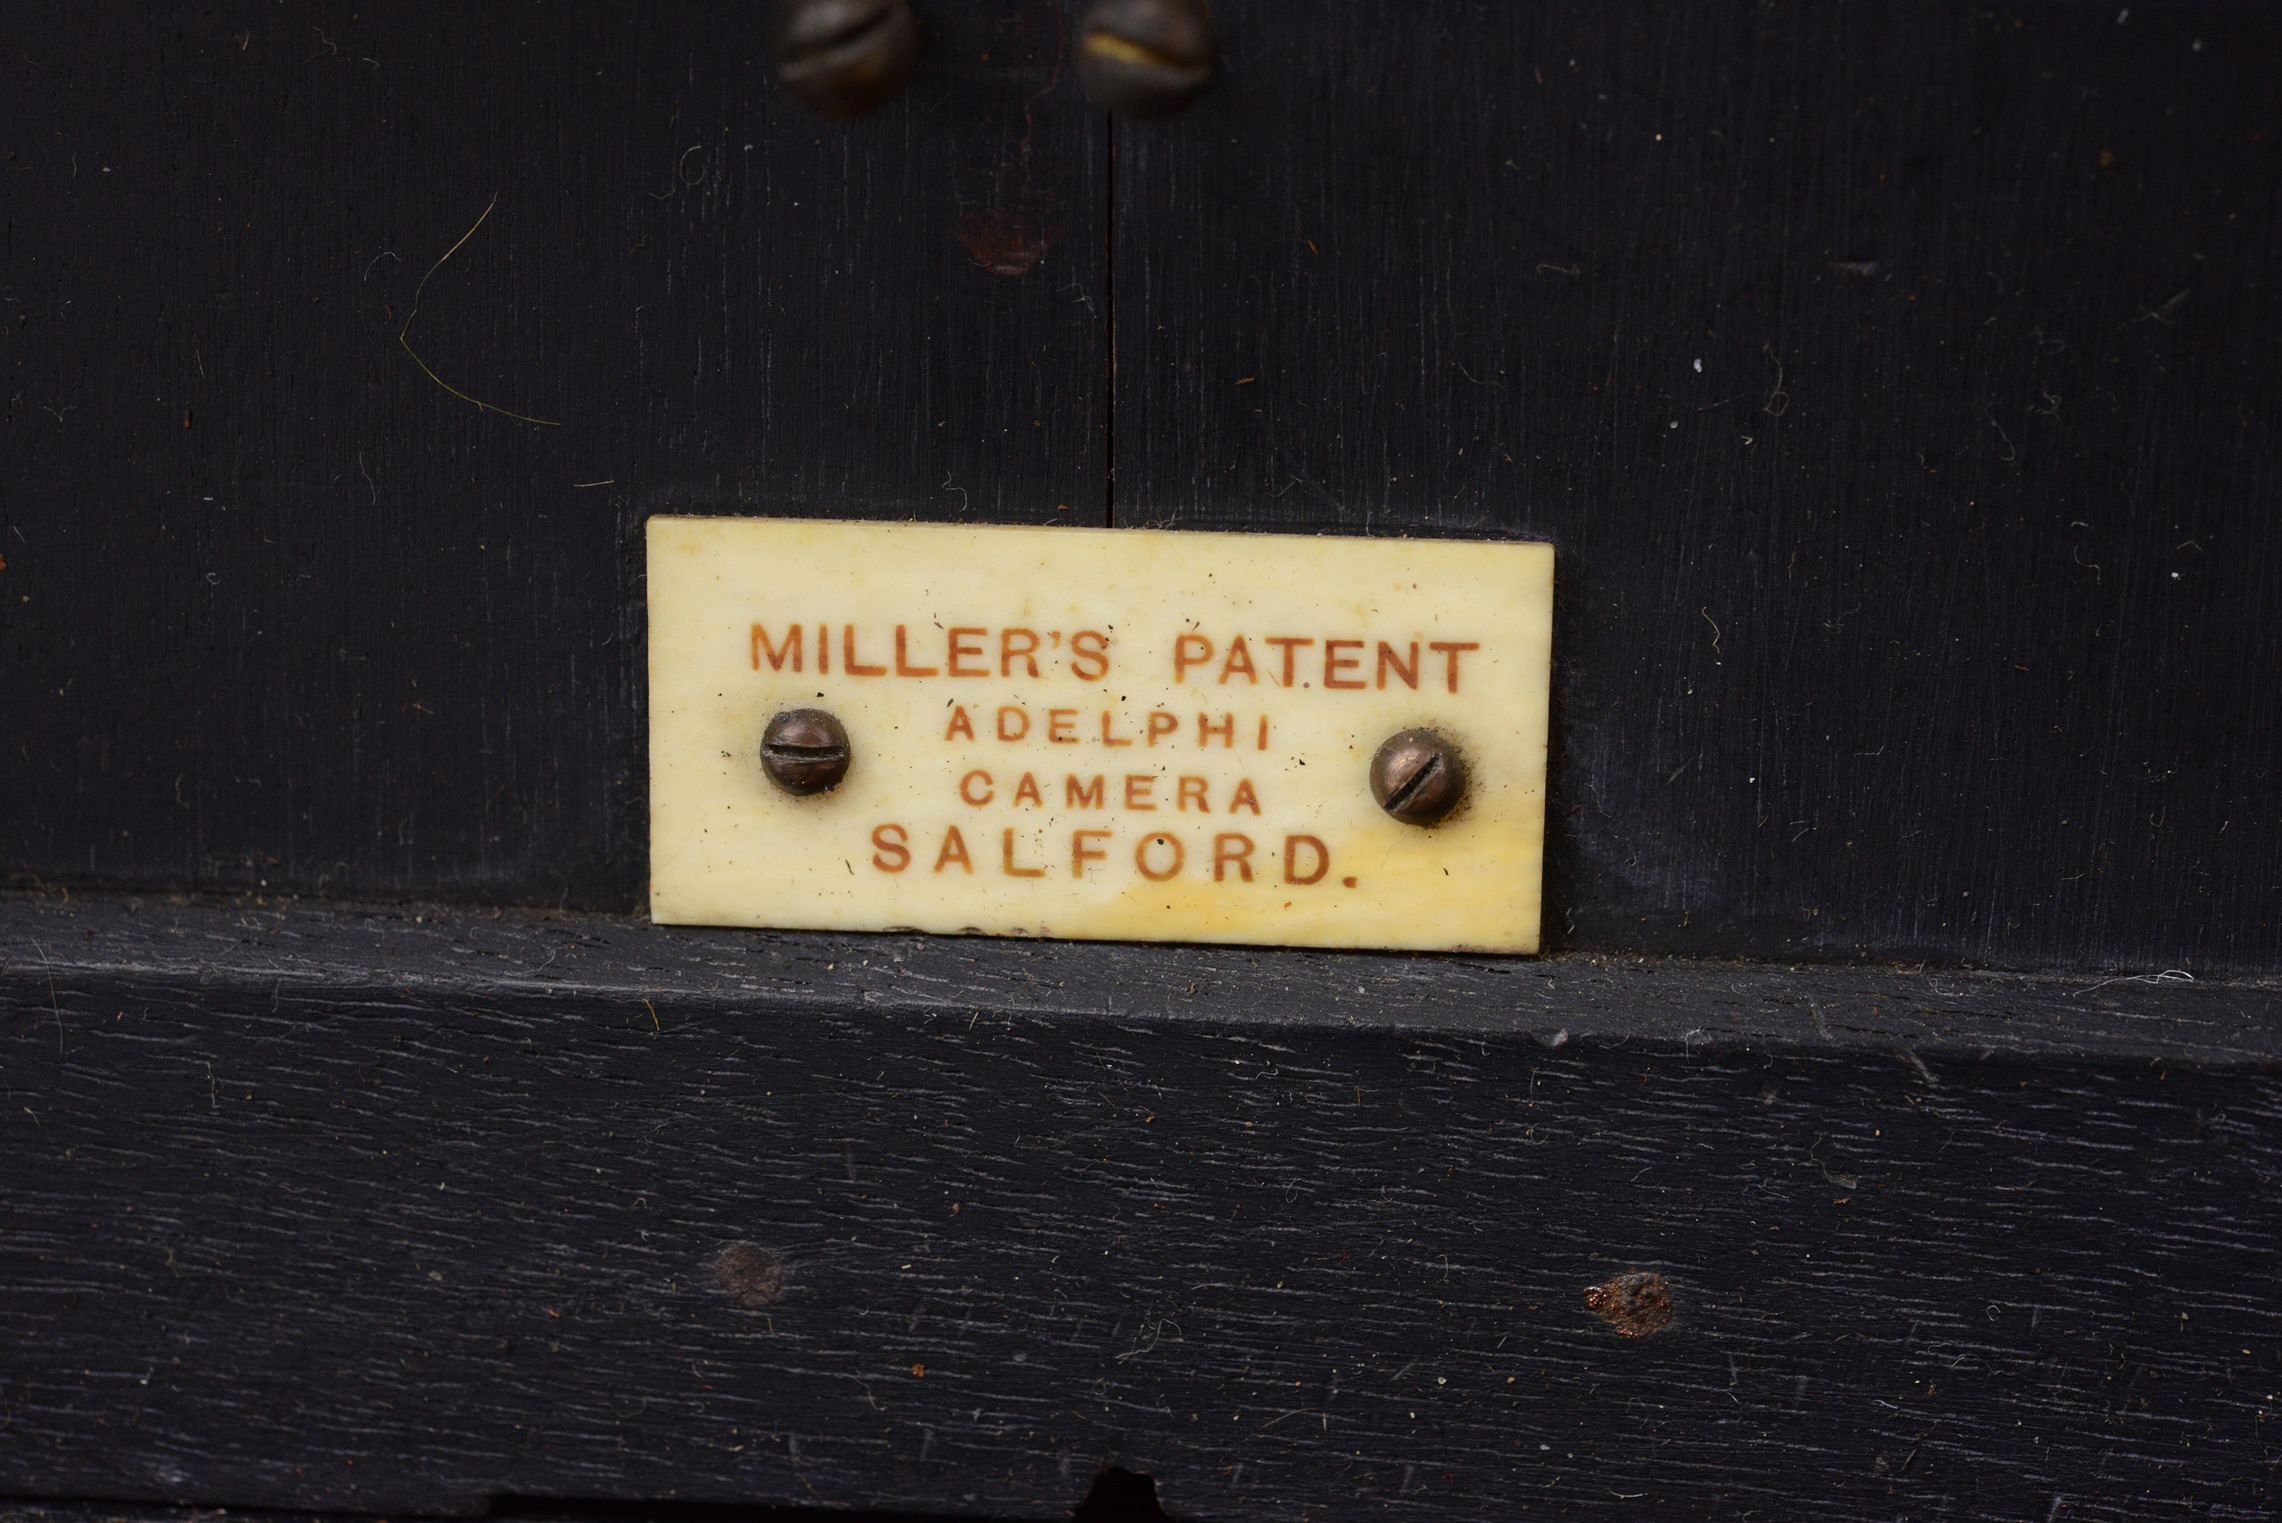 MILLER'S PATENT
ADELPHI
CAMERA
SALFORD.